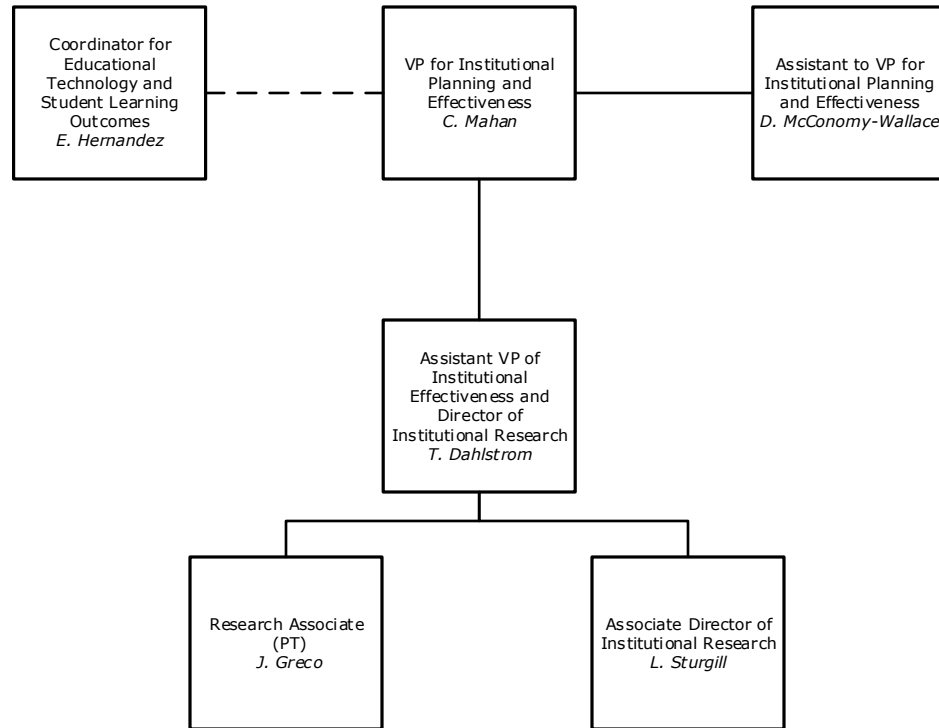 Coordinator for
Educational
Technology and
Student Learning
Outcomes
E. Hernandez
VP for Institutional
Planning and
Effectiveness
C. Mahan
Assistant to VP for
Institutional Planning
and Effectiveness
D. McConomy-Wallace
Assistant VP of
Institutional
Effectiveness and
Director of
Institutional Research
T. Dahlstrom
Research Associate
(PT)
J. Greco
Associate Director of
Institutional Research
L. Sturgill